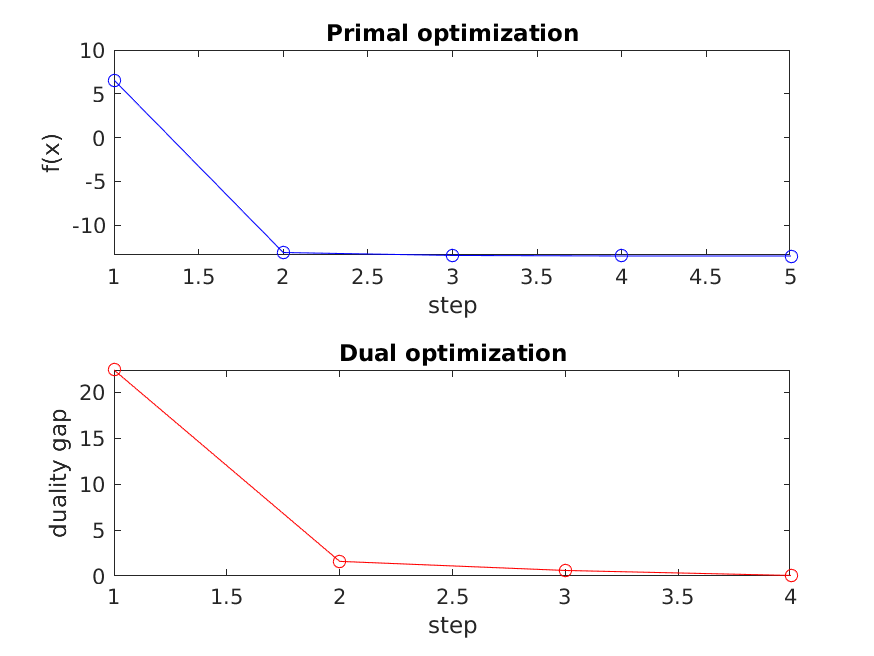 Primal optimization
10
5
0
-5
-10
f(x)
1 1.5 2 2.5 3 3.5 4 4.5 5
step
Dual optimization
20
15
10
5
0
duality gap
1 1.5 2 2.5 3 3.5 4
step